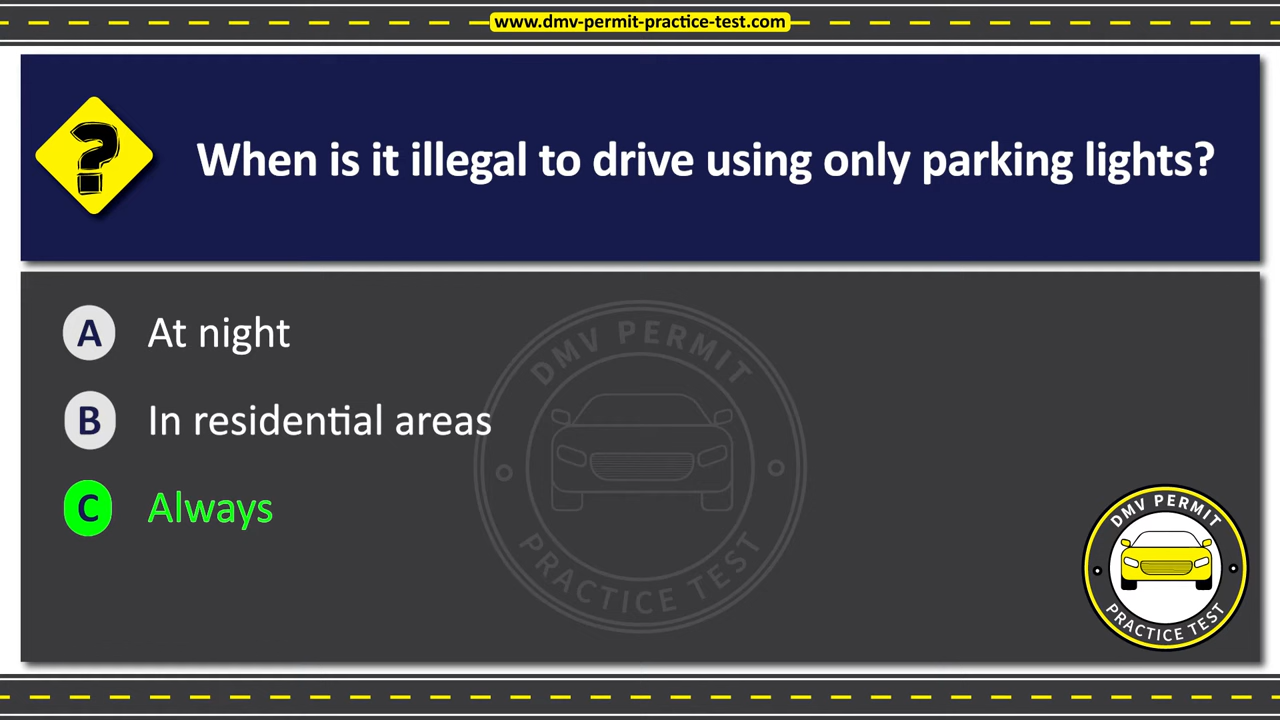 www.dmv-permit-practice-test.com
?
When is it illegal to drive using only parking lights?
A At night
B In residential areas
C Always
DMV PERMIT
PRACTICE TEST
DMV PERMIT
PRACTICE TEST